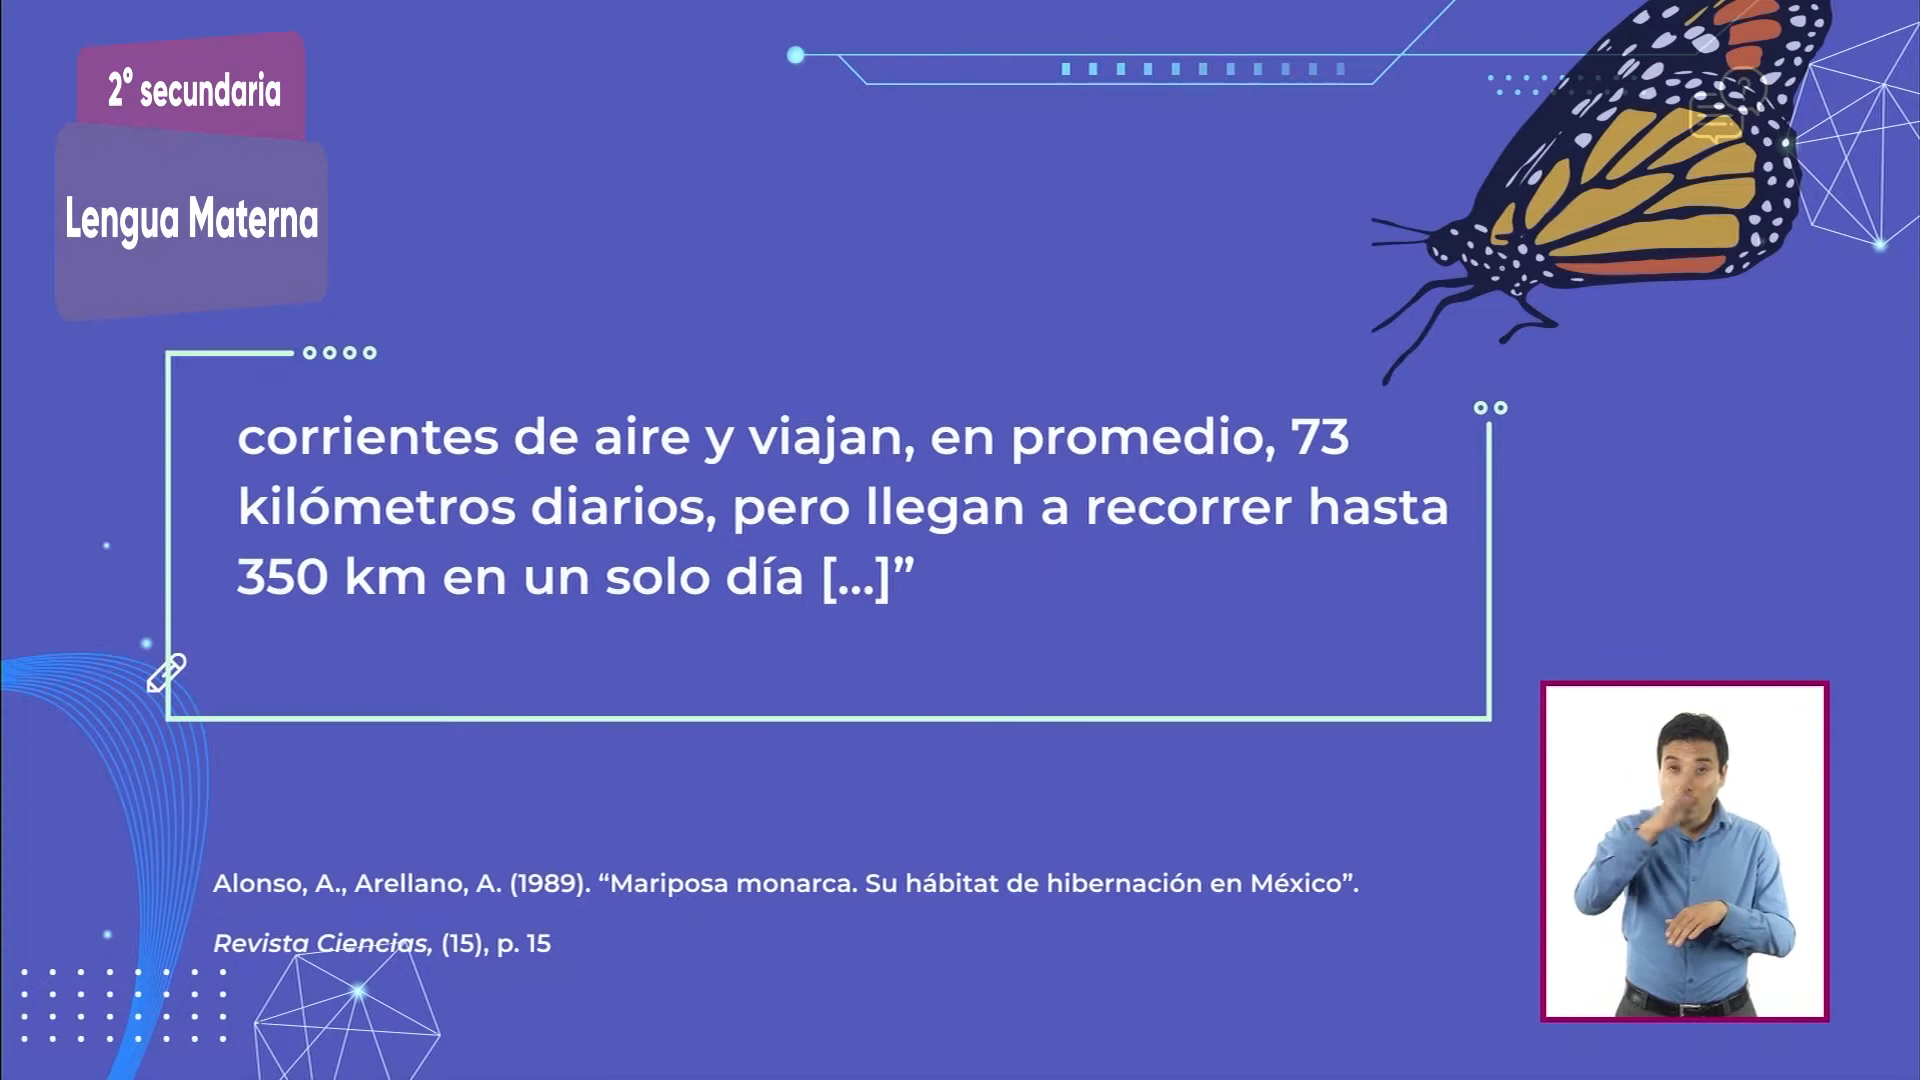 2° secundaria
Lengua Materna
corrientes de aire y viajan, en promedio, 73
kilómetros diarios, pero llegan a recorrer hasta
350 km en un solo día [...]”
Alonso, A., Arellano, A. (1989). “Mariposa monarca. Su hábitat de hibernación en México”.
Revista Ciencias, (15), p. 15